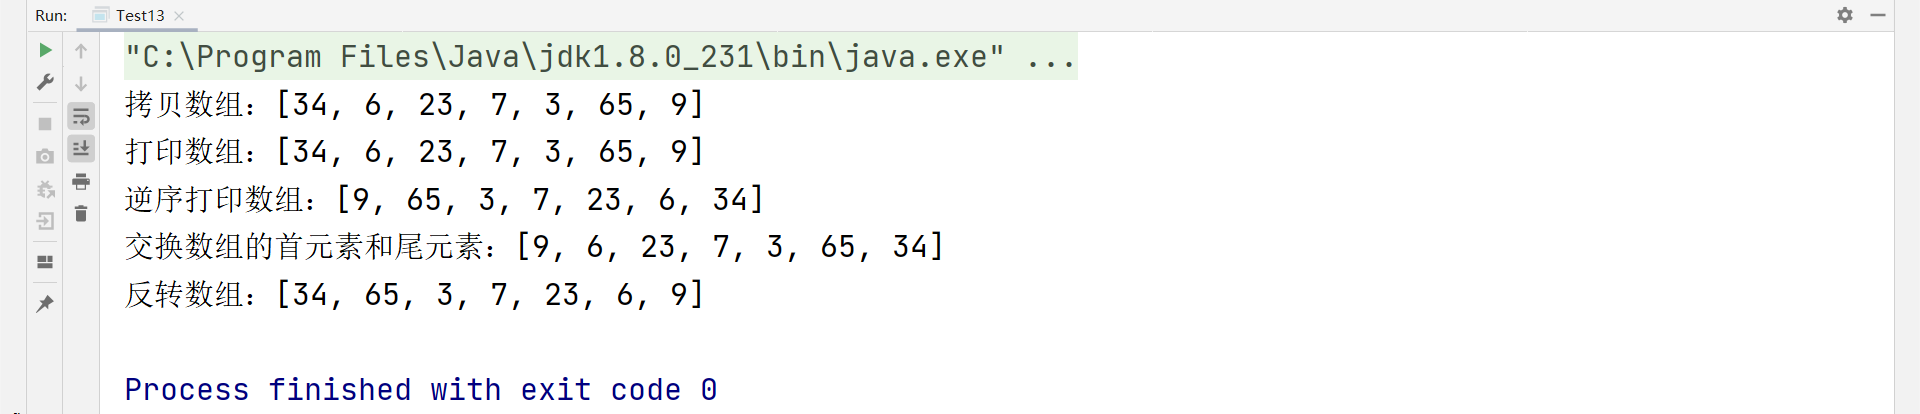 Run: Test13
"C:\Program Files\Java\jdk1.8.0_231\bin\java.exe" ...
拷贝数组：[34, 6, 23, 7, 3, 65, 9]
打印数组：[34, 6, 23, 7, 3, 65, 9]
逆序打印数组：[9, 65, 3, 7, 23, 6, 34]
交换数组的首元素和尾元素：[9, 6, 23, 7, 3, 65, 34]
反转数组：[34, 65, 3, 7, 23, 6, 9]
Process finished with exit code 0